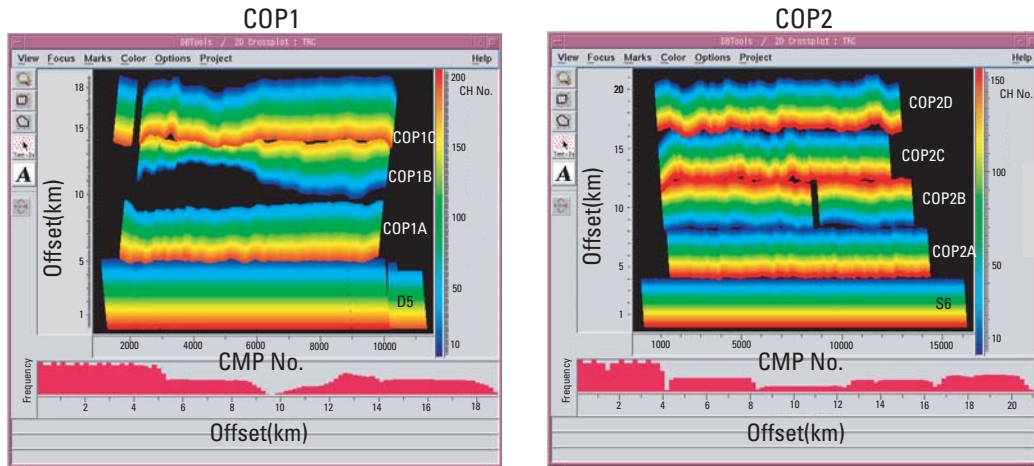 COP1
DBTools / 2D Crossplot : TRC
View Focus Marks Color Options Project Help
18
15
10
5
1
Offset(km)
A
COP1C
COP1B
COP1A
D5
200
CH No.
150
100
50
10
2000 4000 6000 8000 10000
CMP No.
Frequency
2 4 6 8 10 12 14 16 18
Offset(km)
COP2
DBTools / 2D Crossplot : TRC
View Focus Marks Color Options Project Help
20
15
10
5
1
Offset(km)
A
COP2D
COP2C
COP2B
COP2A
S6
150
CH No.
100
50
10
1000 5000 10000 15000
CMP No.
Frequency
2 4 6 8 10 12 14 16 18 20
Offset(km)